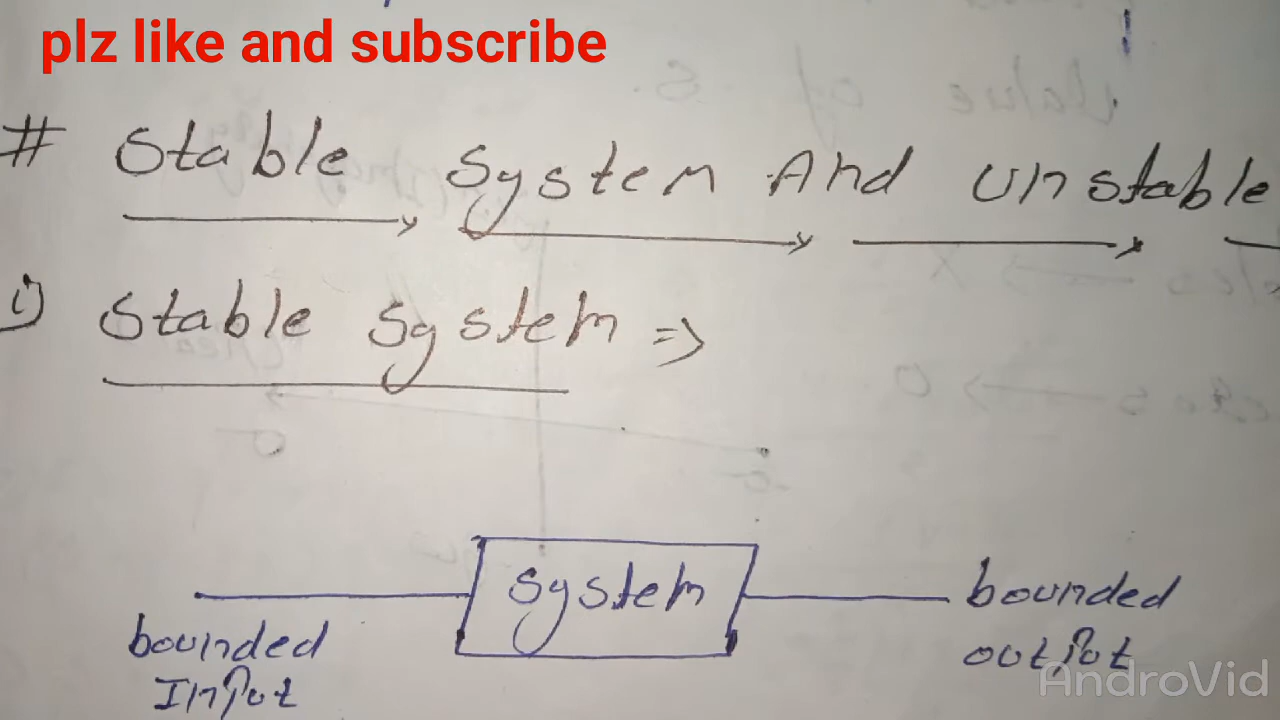 plz like and subscribe
# Stable System And Unstable
i) Stable System =>
System
bounded Input
bounded output
AndroVid